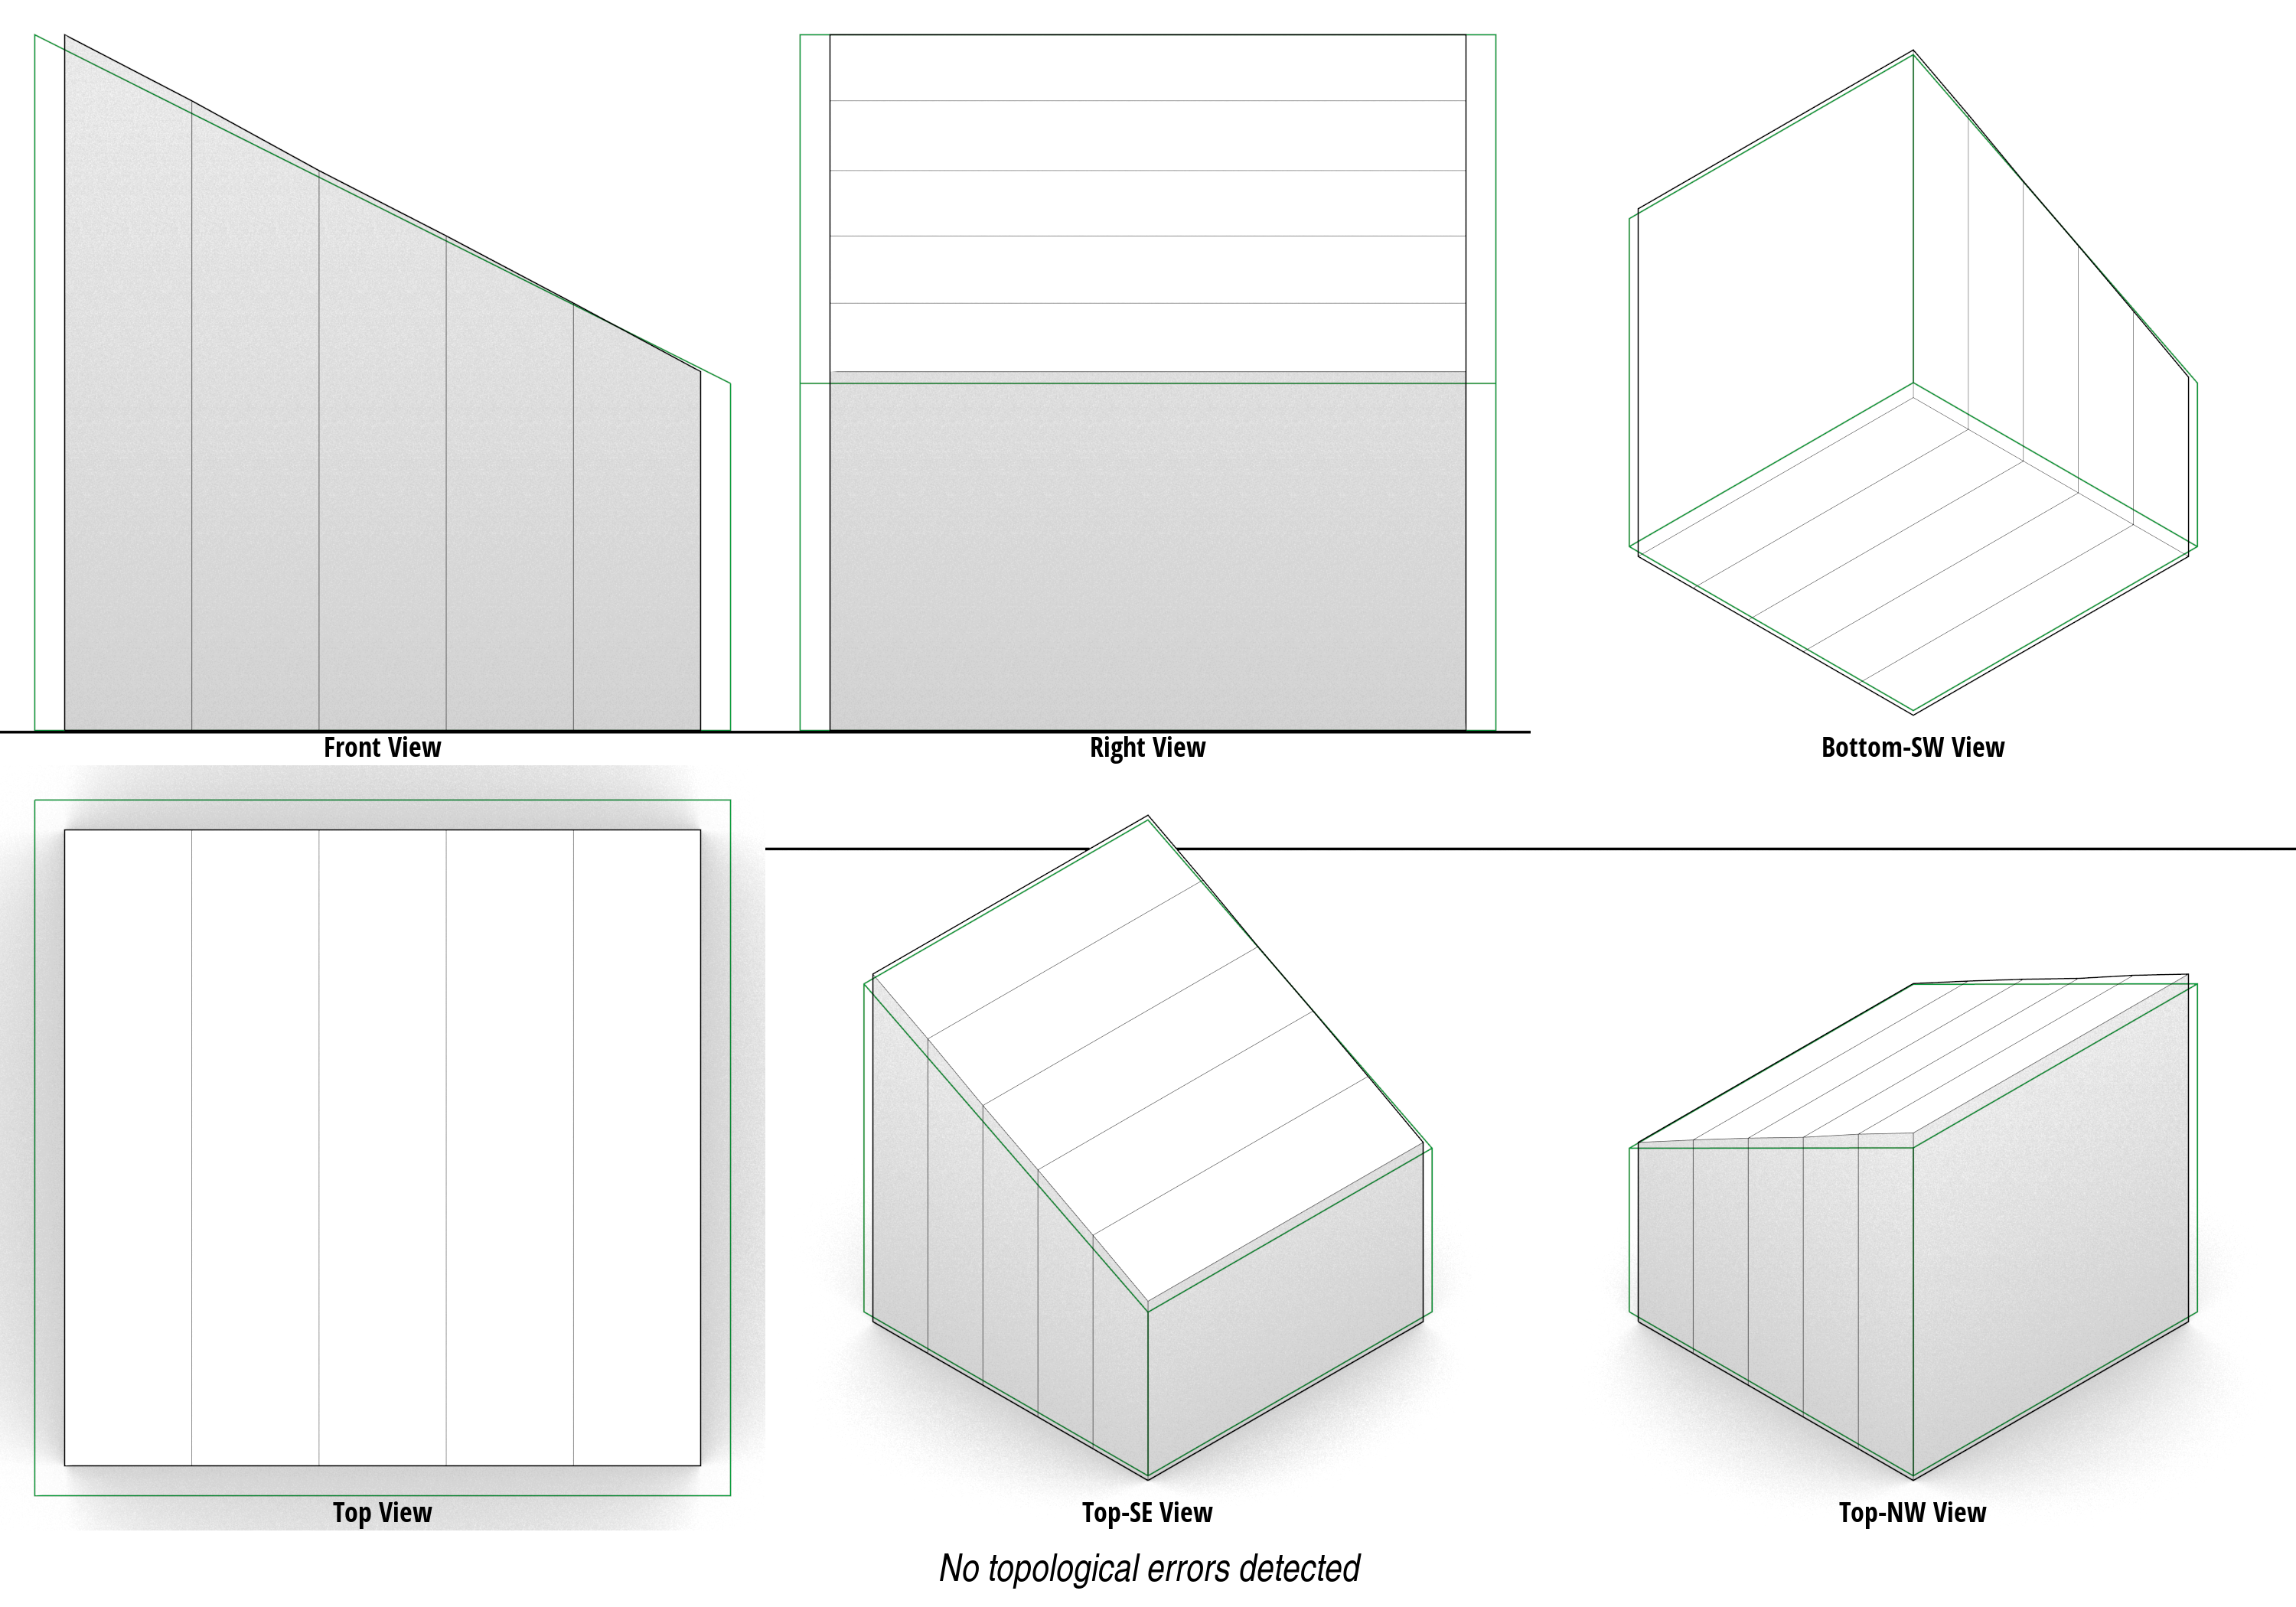 Front View
Right View
Bottom-SW View
Top View
Top-SE View
Top-NW View
No topological errors detected